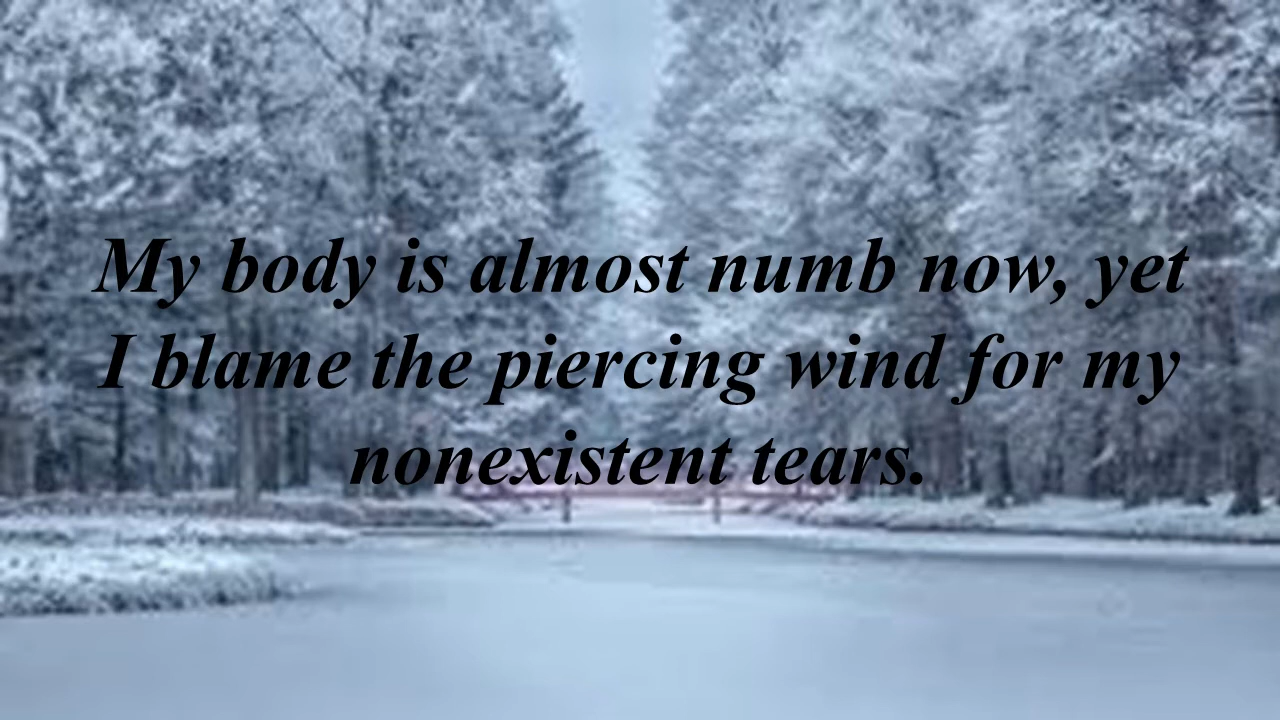 My body is almost numb now, yet
I blame the piercing wind for my
nonexistent tears.